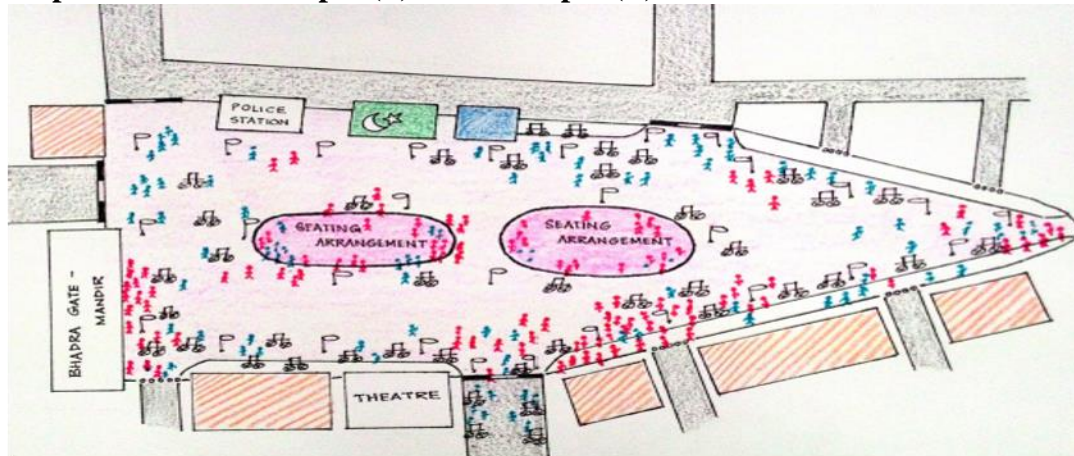 POLICE
STATION
SEATING
ARRANGEMENT
SEATING
ARRANGEMENT
BHADRA GATE -
MANDIR
THEATRE